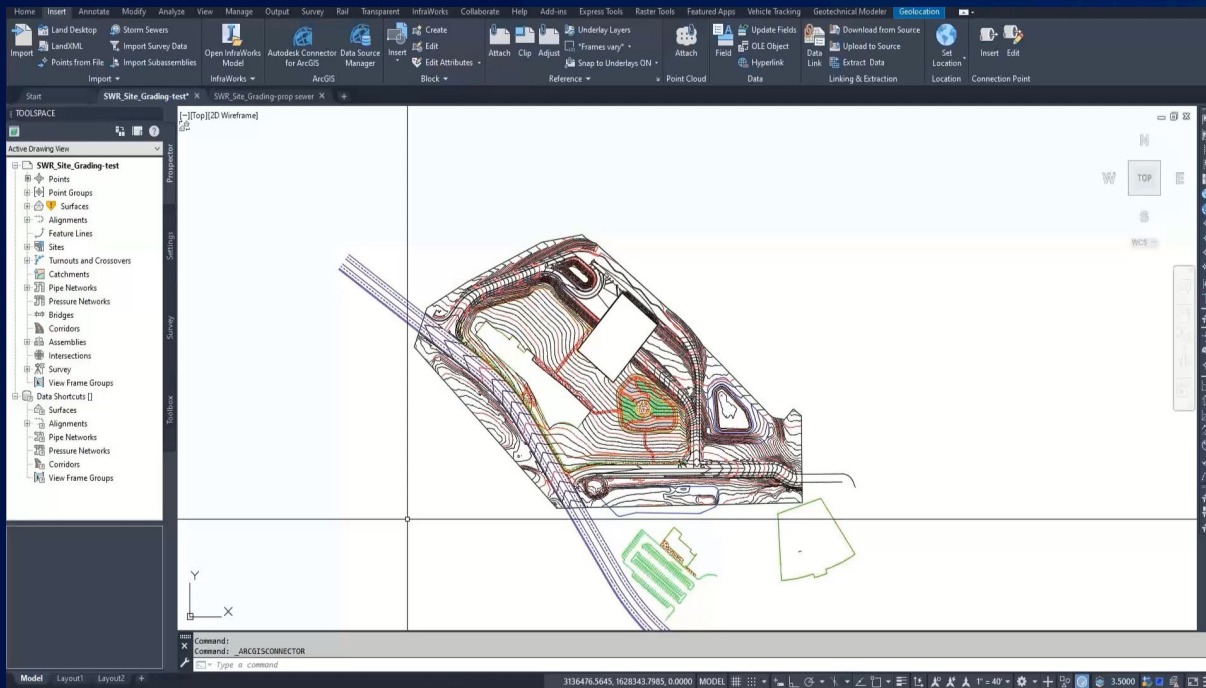 Home Insert Annotate Modify Analyze View Manage Output Survey Rail Transparent InfraWorks Collaborate Help Add-ins Express Tools Raster Tools Featured Apps Vehicle Tracking Geotechnical Modeler Geolocation
Import
Land Desktop
LandXML
Points from File
Storm Sewers
Import Survey Data
Import Subassemblies
Import
Open InfraWorks
Model
InfraWorks
Autodesk Connector
for ArcGIS
Data Source
Manager
ArcGIS
Insert
Create
Edit
Edit Attributes
Block
Attach
Clip
Adjust
Underlay Layers
*Frames vary*
Snap to Underlays ON
Reference
Attach
Point Cloud
Field
Update Fields
OLE Object
Hyperlink
Data
Data
Link
Download from Source
Upload to Source
Extract Data
Linking & Extraction
Set
Location
Location
Insert
Edit
Connection Point
Start SWR_Site_Grading-test* SWR_Site_Grading-prop sewer
TOOLSPACE
Active Drawing View
SWR_Site_Grading-test
Points
Point Groups
Surfaces
Alignments
Feature Lines
Sites
Turnouts and Crossovers
Catchments
Pipe Networks
Pressure Networks
Bridges
Corridors
Assemblies
Intersections
Survey
View Frame Groups
Data Shortcuts []
Surfaces
Alignments
Pipe Networks
Pressure Networks
Corridors
View Frame Groups
Prospector
Settings
Survey
Toolbox
[-][Top][2D Wireframe]
N
W TOP E
S
WCS
Y
X
Command:
Command: _ARCGISCONNECTOR
Type a command
Model Layout1 Layout2 +
3136476.5645, 1628343.7985, 0.0000 MODEL 1" = 40' 3.5000